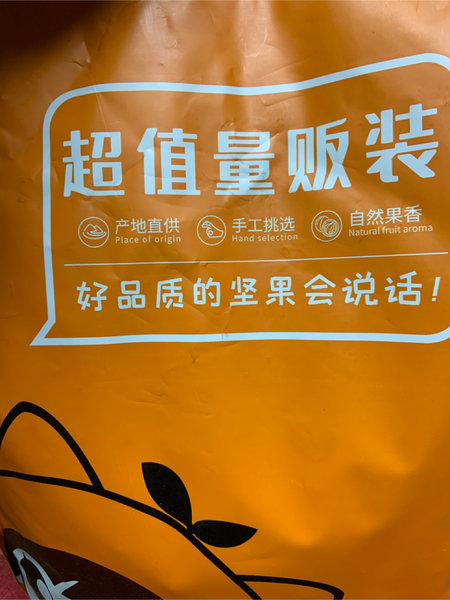 超值量贩装
产地直供 手工挑选 自然果香
Place of origin Hand selection Natural fruit aroma
好品质的坚果会说话!